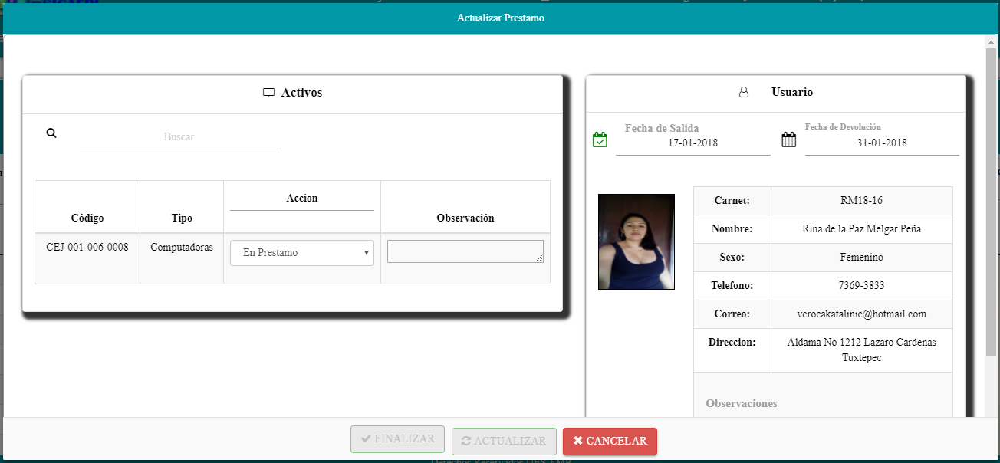 Actualizar Prestamo
Activos
Buscar
Código Tipo Accion Observación
CEJ-001-006-0008 Computadoras En Prestamo
Usuario
Fecha de Salida
17-01-2018
Fecha de Devolución
31-01-2018
Carnet: RM18-16
Nombre: Rina de la Paz Melgar Peña
Sexo: Femenino
Telefono: 7369-3833
Correo: verocakatalinic@hotmail.com
Direccion: Aldama No 1212 Lazaro Cardenas
Tuxtepec
Observaciones
FINALIZAR ACTUALIZAR CANCELAR